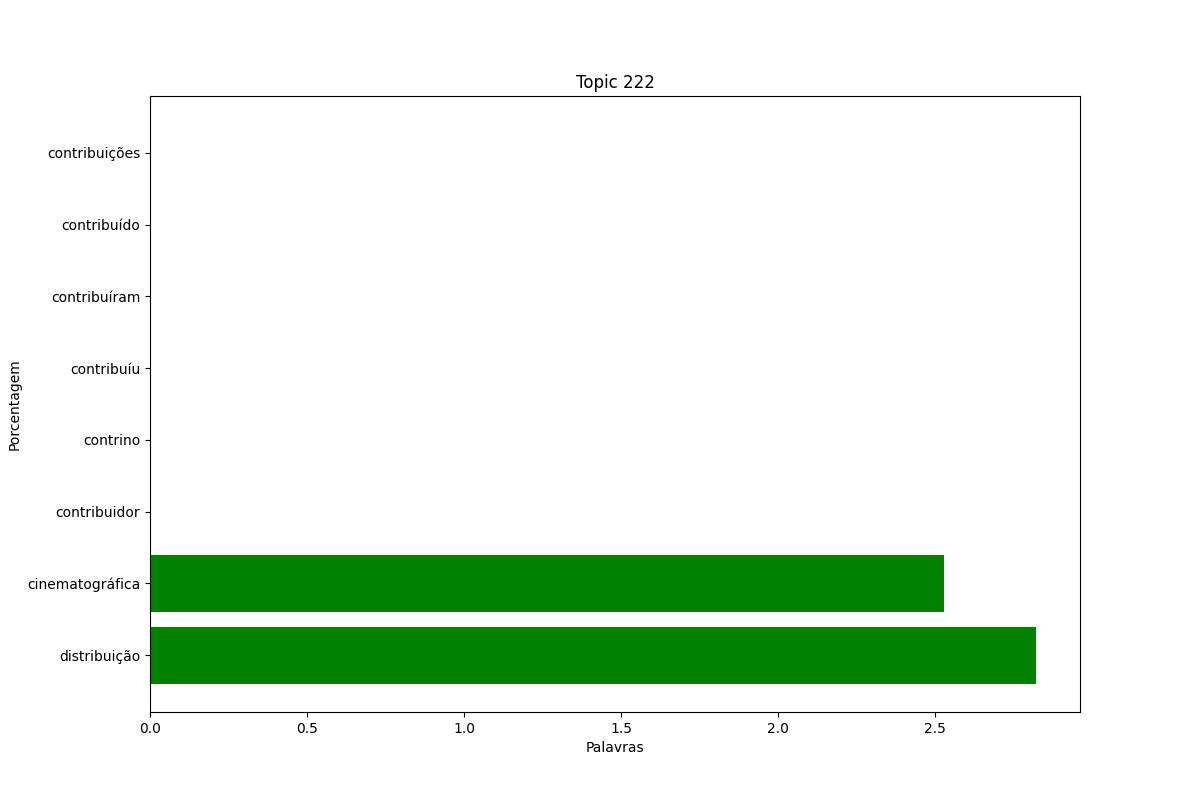 Topic 222
contribuições
contribuído
contribuíram
contribuíu
contrino
contribuidor
cinematográfica
distribuição
Porcentagem
0.0 0.5 1.0 1.5 2.0 2.5
Palavras